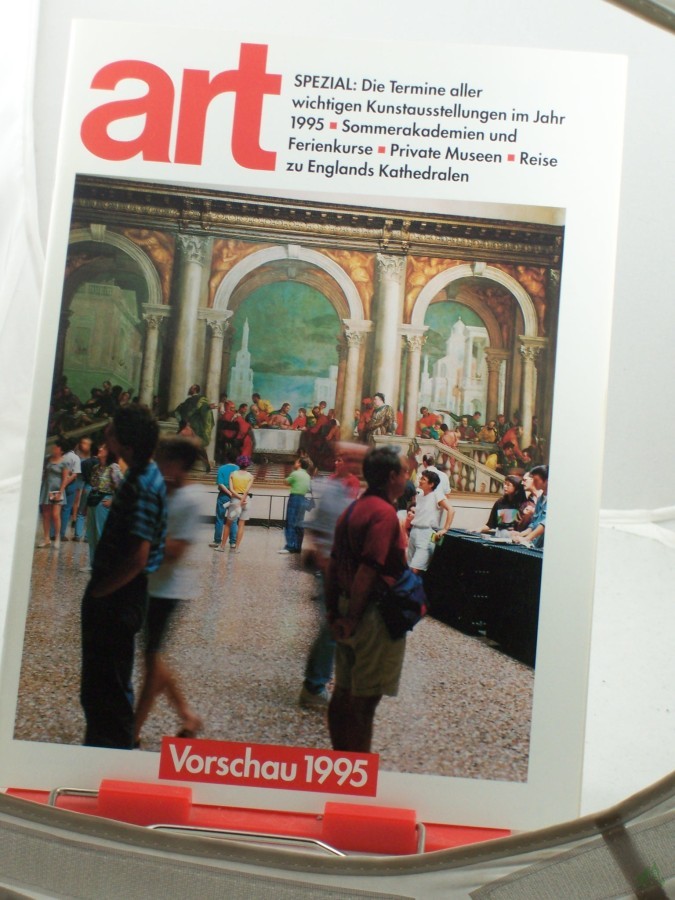 art
SPEZIAL: Die Termine aller
wichtigen Kunstausstellungen im Jahr
1995 ■ Sommerakademien und
Ferienkurse ■ Private Museen ■ Reise
zu Englands Kathedralen
Vorschau 1995